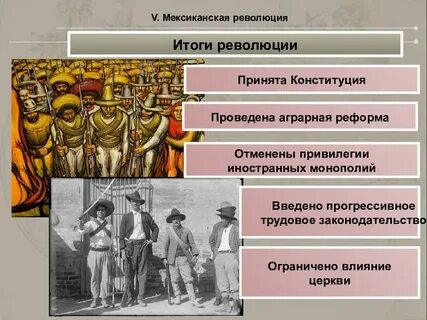 V. Мексиканская революция
Итоги революции
Принята Конституция
Проведена аграрная реформа
Отменены привилегии
иностранных монополий
Введено прогрессивное
трудовое законодательство
Ограничено влияние
церкви